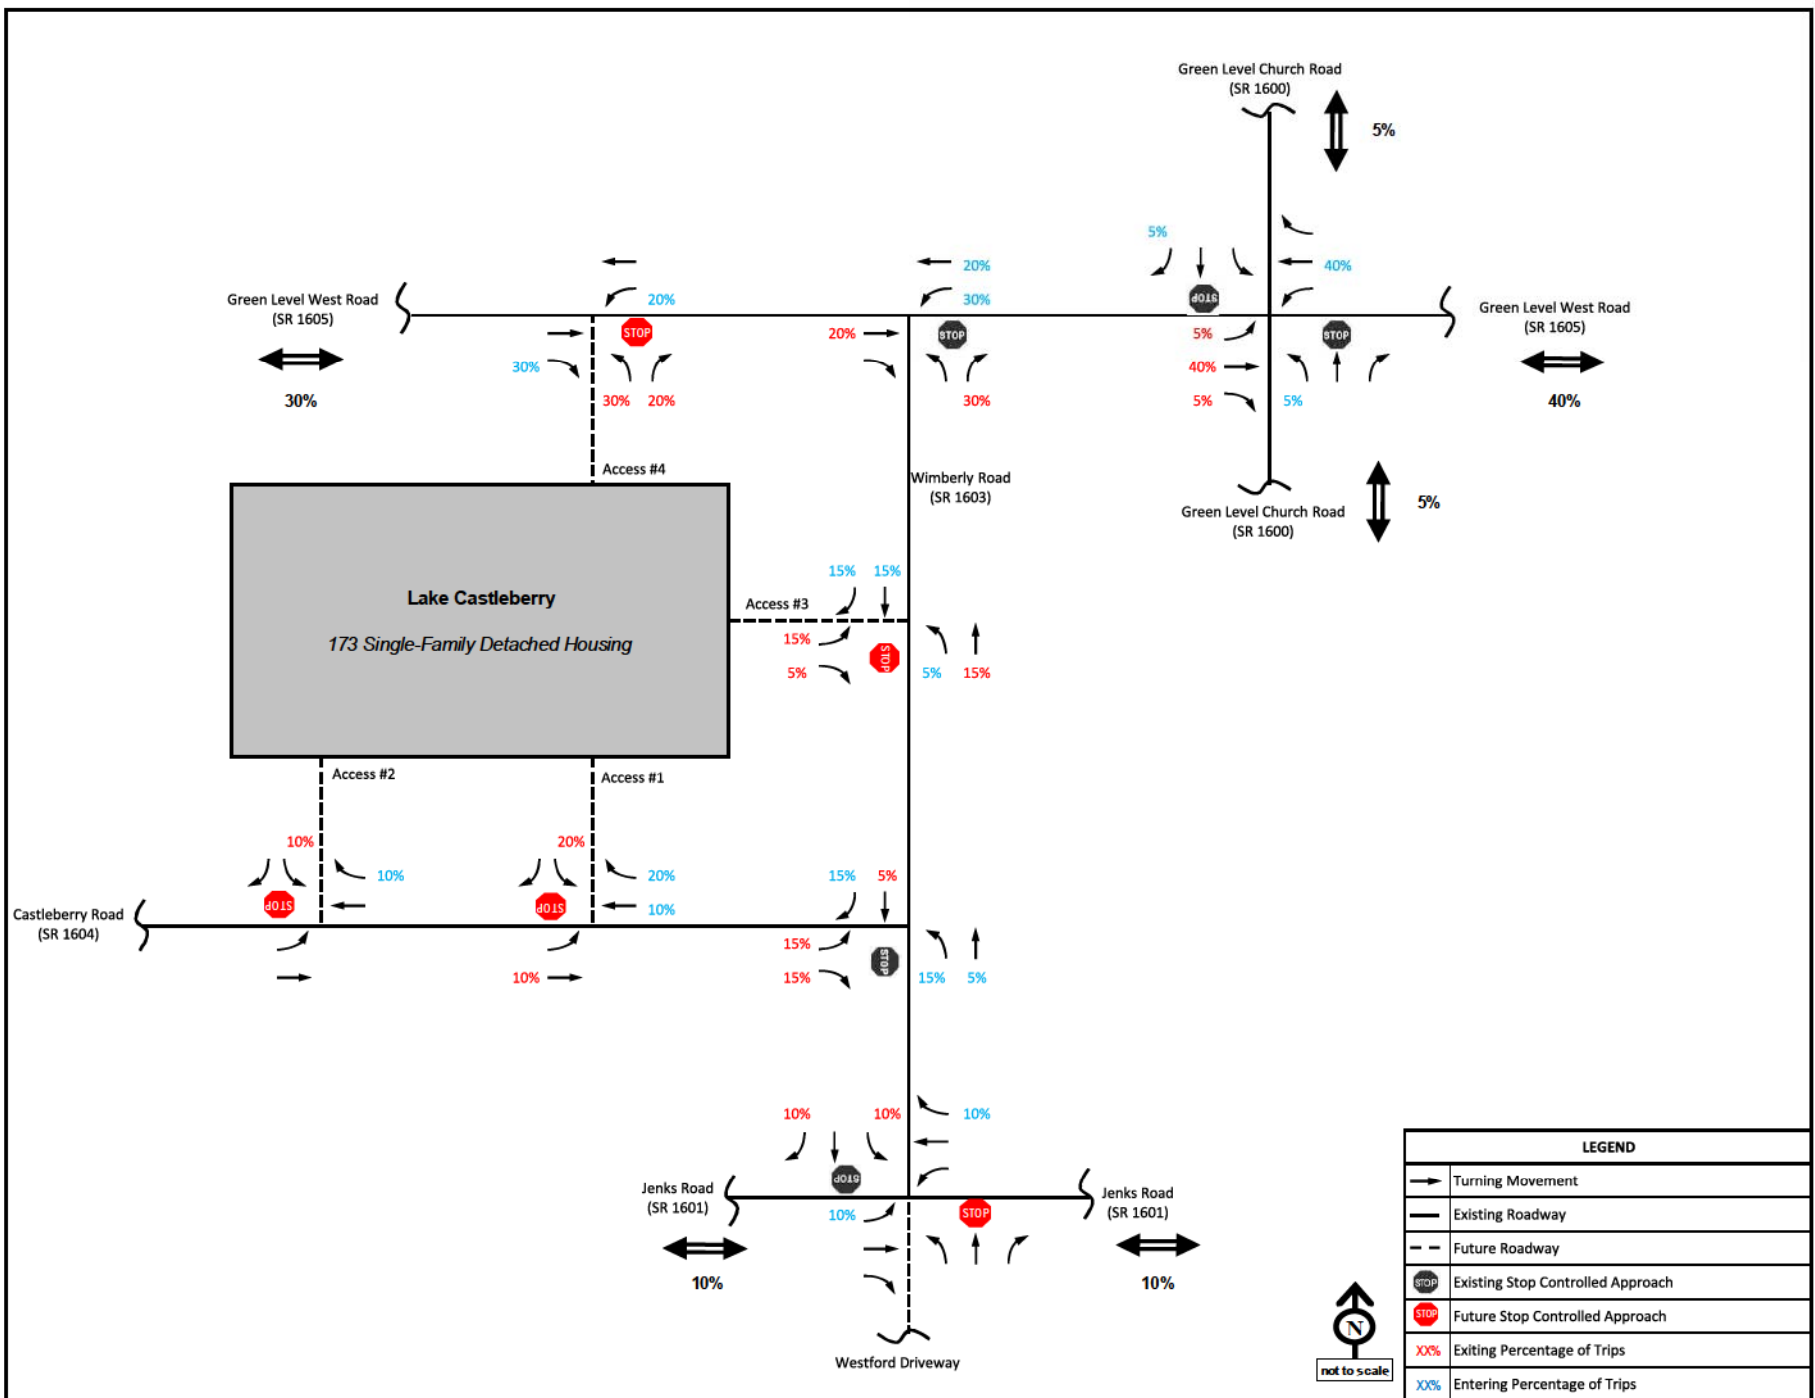 Green Level Church Road
(SR 1600)
5%
5%
40%
20%
20%
30%
Green Level West Road
(SR 1605)
STOP
Green Level West Road
(SR 1605)
STOP
20%
STOP
5%
STOP
30%
40%
30%
30%
20%
30%
5%
5%
40%
Access #4
Wimberly Road
(SR 1603)
5%
Green Level Church Road
(SR 1600)
15%
15%
Lake Castleberry
Access #3
173 Single-Family Detached Housing
15%
STOP
5%
5%
15%
Access #2
Access #1
10%
20%
10%
20%
15%
5%
STOP
STOP
10%
Castleberry Road
(SR 1604)
15%
STOP
10%
15%
15%
5%
10%
10%
10%
STOP
Jenks Road
(SR 1601)
10%
STOP
Jenks Road
(SR 1601)
10%
10%
Westford Driveway
N
not to scale
LEGEND
Turning Movement
Existing Roadway
Future Roadway
STOP Existing Stop Controlled Approach
STOP Future Stop Controlled Approach
XX% Exiting Percentage of Trips
XX% Entering Percentage of Trips